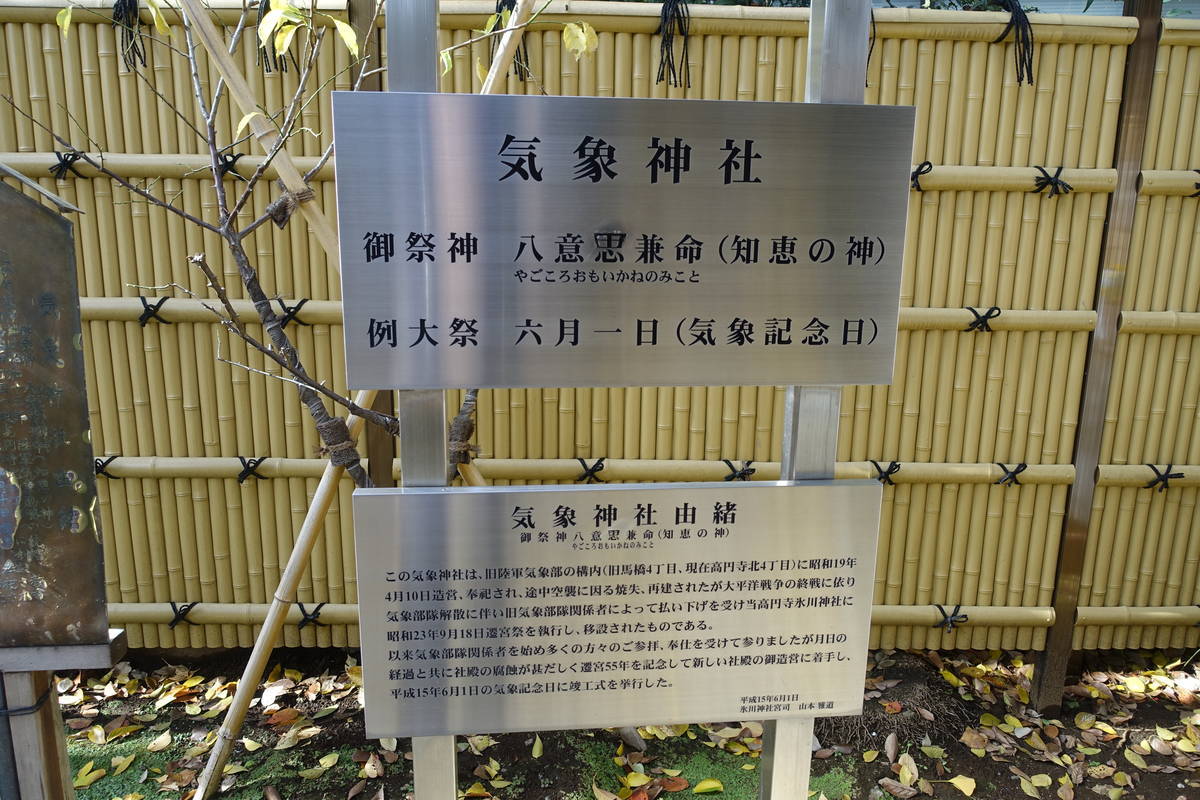 気象神社
御祭神 八意思兼命(知恵の神)
やごころおもいかねのみこと
例大祭 六月一日(気象記念日)
気象神社由緒
御祭神八意思兼命(知恵の神)
やごころおもいかねのみこと
この気象神社は、旧陸軍気象部の構内(旧馬橋4丁目、現在高円寺北4丁目)に昭和19年
4月10日造営、奉祀され、途中空襲に因る焼失、再建されたが太平洋戦争の終戦に依り
気象部隊解散に伴い旧気象部隊関係者によって払い下げを受け当高円寺氷川神社に
昭和23年9月18日遷宮祭を執行し、移設されたものである。
以来気象部隊関係者を始め多くの方々のご参拝、奉仕を受けて参りましたが月日の
経過と共に社殿の腐蝕が甚だしく遷宮55年を記念して新しい社殿の御造営に着手し、
平成15年6月1日の気象記念日に竣工式を挙行した。
平成15年6月1日
氷川神社宮司 山本 雅道